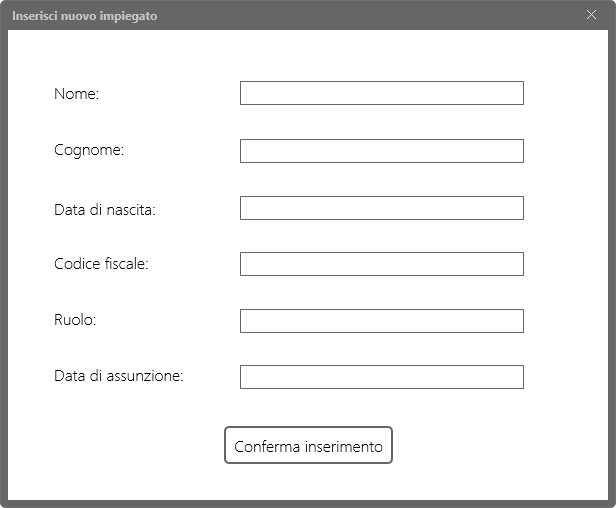 Inserisci nuovo impiegato
Nome:
Cognome:
Data di nascita:
Codice fiscale:
Ruolo:
Data di assunzione:
Conferma inserimento